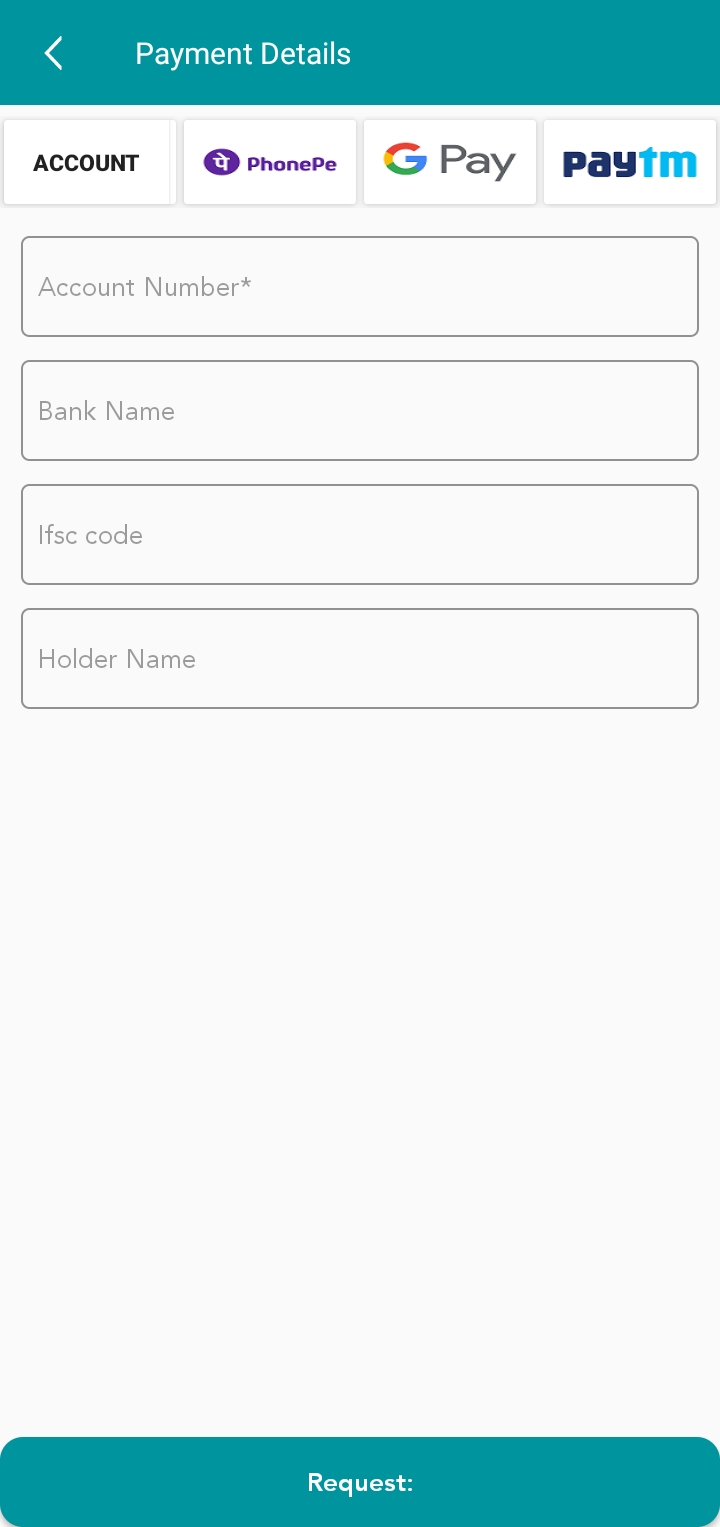 Payment Details
ACCOUNT
पे PhonePe
G Pay
paytm
Account Number*
Bank Name
Ifsc code
Holder Name
Request: